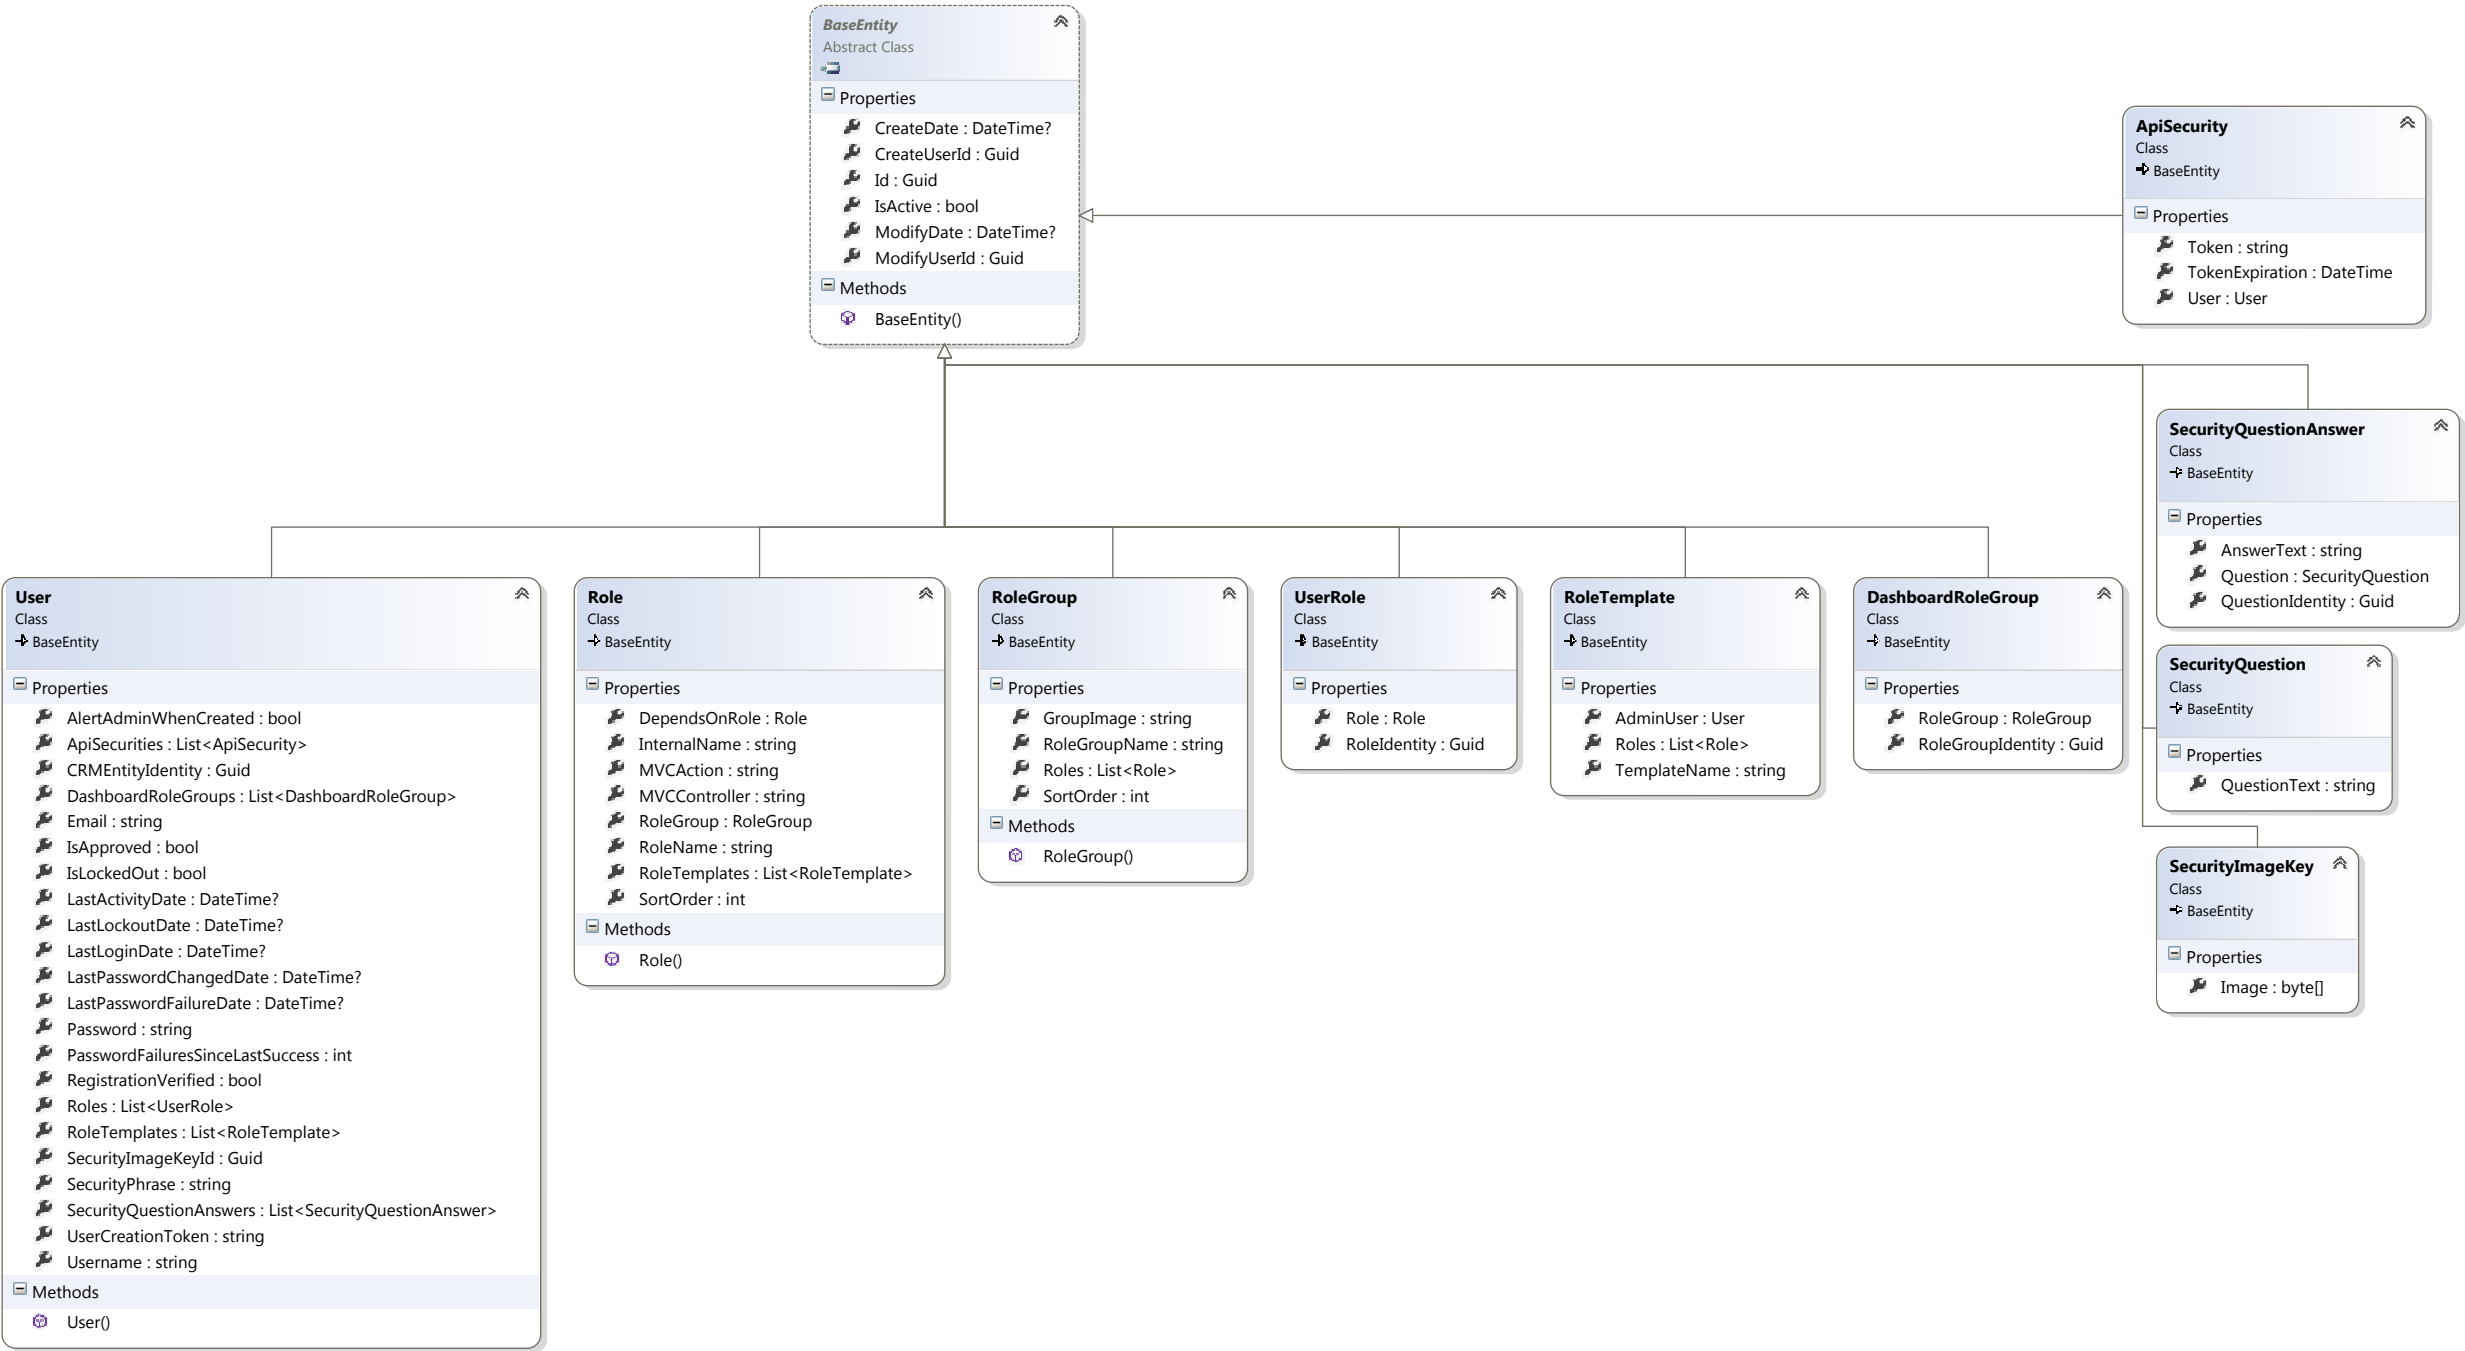 BaseEntity
Abstract Class
Properties
CreateDate : DateTime?
CreateUserId : Guid
Id : Guid
IsActive : bool
ModifyDate : DateTime?
ModifyUserId : Guid
Methods
BaseEntity()
ApiSecurity
Class
BaseEntity
Properties
Token : string
TokenExpiration : DateTime
User : User
SecurityQuestionAnswer
Class
BaseEntity
Properties
AnswerText : string
Question : SecurityQuestion
QuestionIdentity : Guid
User
Class
BaseEntity
Properties
AlertAdminWhenCreated : bool
ApiSecurities : List<ApiSecurity>
CRMEntityIdentity : Guid
DashboardRoleGroups : List<DashboardRoleGroup>
Email : string
IsApproved : bool
IsLockedOut : bool
LastActivityDate : DateTime?
LastLockoutDate : DateTime?
LastLoginDate : DateTime?
LastPasswordChangedDate : DateTime?
LastPasswordFailureDate : DateTime?
Password : string
PasswordFailuresSinceLastSuccess : int
RegistrationVerified : bool
Roles : List<UserRole>
RoleTemplates : List<RoleTemplate>
SecurityImageKeyId : Guid
SecurityPhrase : string
SecurityQuestionAnswers : List<SecurityQuestionAnswer>
UserCreationToken : string
Username : string
Methods
User()
Role
Class
BaseEntity
Properties
DependsOnRole : Role
InternalName : string
MVCAction : string
MVCController : string
RoleGroup : RoleGroup
RoleName : string
RoleTemplates : List<RoleTemplate>
SortOrder : int
Methods
Role()
RoleGroup
Class
BaseEntity
Properties
GroupImage : string
RoleGroupName : string
Roles : List<Role>
SortOrder : int
Methods
RoleGroup()
UserRole
Class
BaseEntity
Properties
Role : Role
RoleIdentity : Guid
RoleTemplate
Class
BaseEntity
Properties
AdminUser : User
Roles : List<Role>
TemplateName : string
DashboardRoleGroup
Class
BaseEntity
Properties
RoleGroup : RoleGroup
RoleGroupIdentity : Guid
SecurityQuestion
Class
BaseEntity
Properties
QuestionText : string
SecurityImageKey
Class
BaseEntity
Properties
Image : byte[]